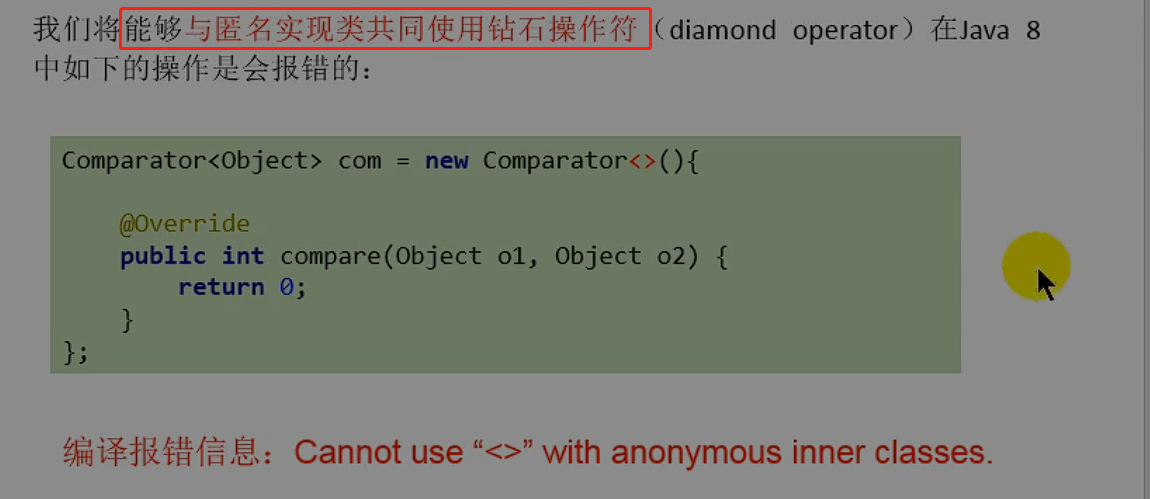 我们将能够与匿名实现类共同使用钻石操作符（diamond operator）在Java 8
中如下的操作是会报错的：
Comparator<Object> com = new Comparator<>(){
@Override
public int compare(Object o1, Object o2) {
return 0;
}
};
编译报错信息：Cannot use “<>” with anonymous inner classes.